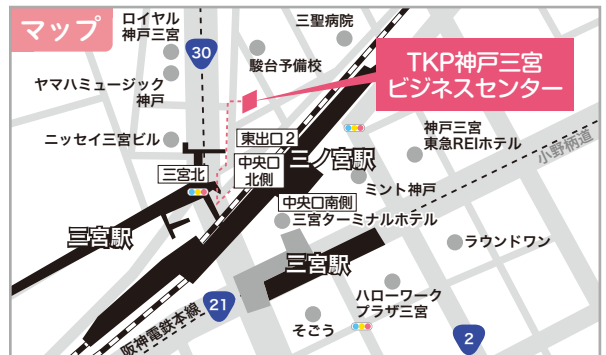 マップ
ロイヤル
神戸三宮
三聖病院
30
駿台予備校
TKP神戸三宮
ビジネスセンター
ヤマハミュージック
神戸
ニッセイ三宮ビル
東出口2
三ノ宮駅
神戸三宮
東急REIホテル
小野柄道
中央口
北側
三宮北
ミント神戸
中央口南側
三宮ターミナルホテル
三宮駅
三宮駅
ラウンドワン
ハローワーク
プラザ三宮
21
阪神電鉄本線
そごう
2